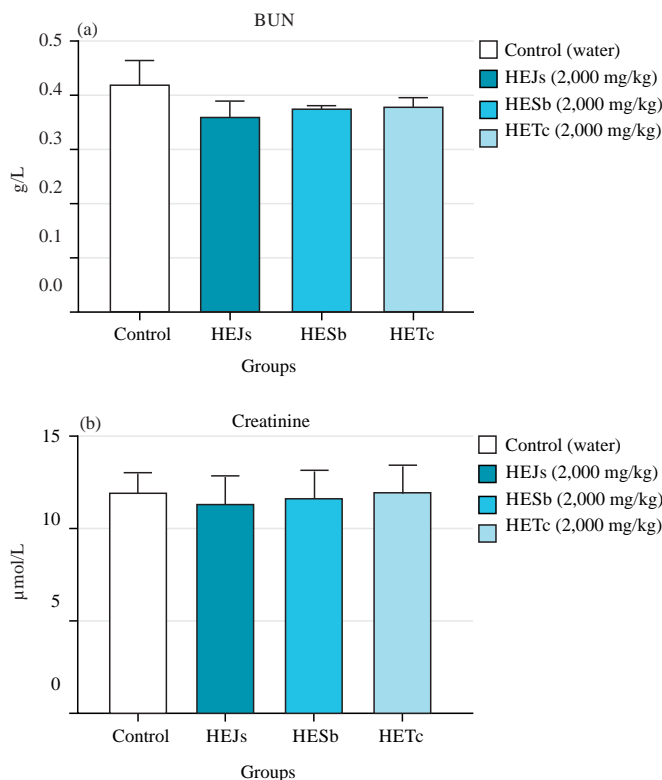 (a)
BUN
0.5
0.4
0.3
0.2
0.1
0.0
g/L
Control
HEJs
HESb
HETc
Groups
Control (water)
HEJs (2,000 mg/kg)
HESb (2,000 mg/kg)
HETc (2,000 mg/kg)
(b)
Creatinine
15
10
5
0
µmol/L
Control
HEJs
HESb
HETc
Groups
Control (water)
HEJs (2,000 mg/kg)
HESb (2,000 mg/kg)
HETc (2,000 mg/kg)